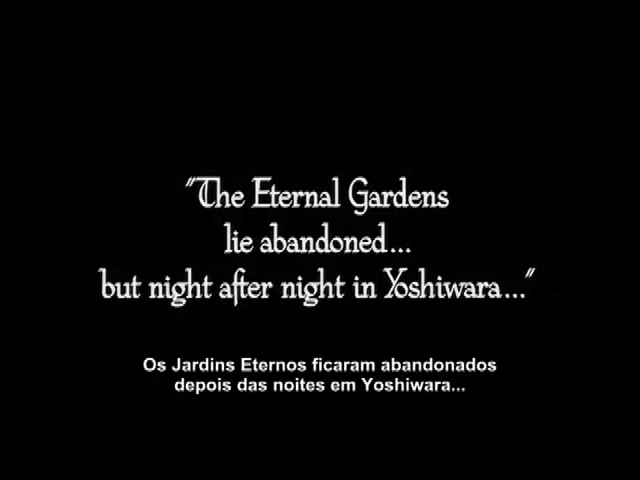 "The Eternal Gardens
lie abandoned...
but night after night in Yoshiwara..."
Os Jardins Eternos ficaram abandonados
depois das noites em Yoshiwara...